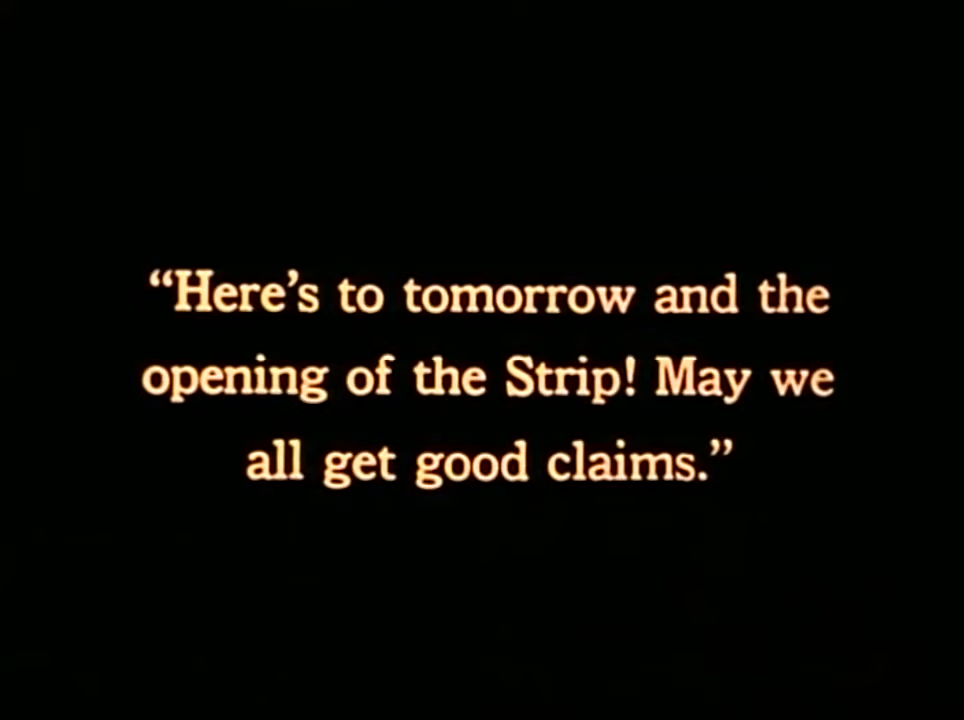 “Here’s to tomorrow and the
opening of the Strip! May we
all get good claims.”